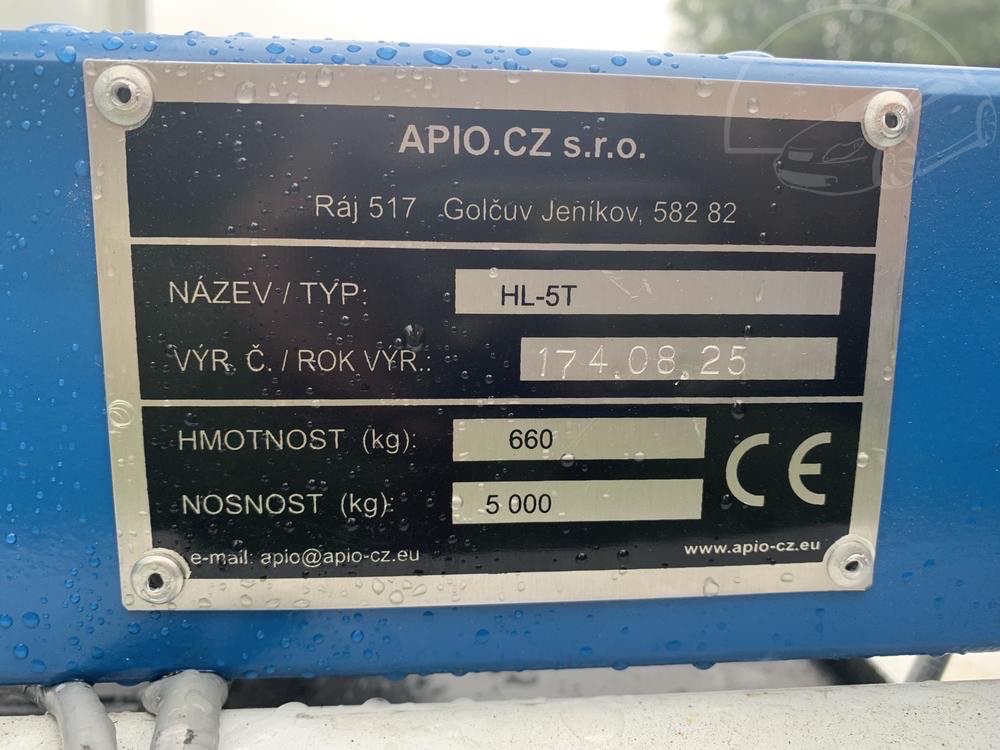 APIO.CZ s.r.o.
Ráj 517 Golčův Jeníkov, 582 82
NÁZEV / TYP: HL-5T
VÝR. Č. / ROK VÝR.: 174.08.25
HMOTNOST (kg): 660
NOSNOST (kg): 5 000
CE
e-mail: apio@apio-cz.eu www.apio-cz.eu